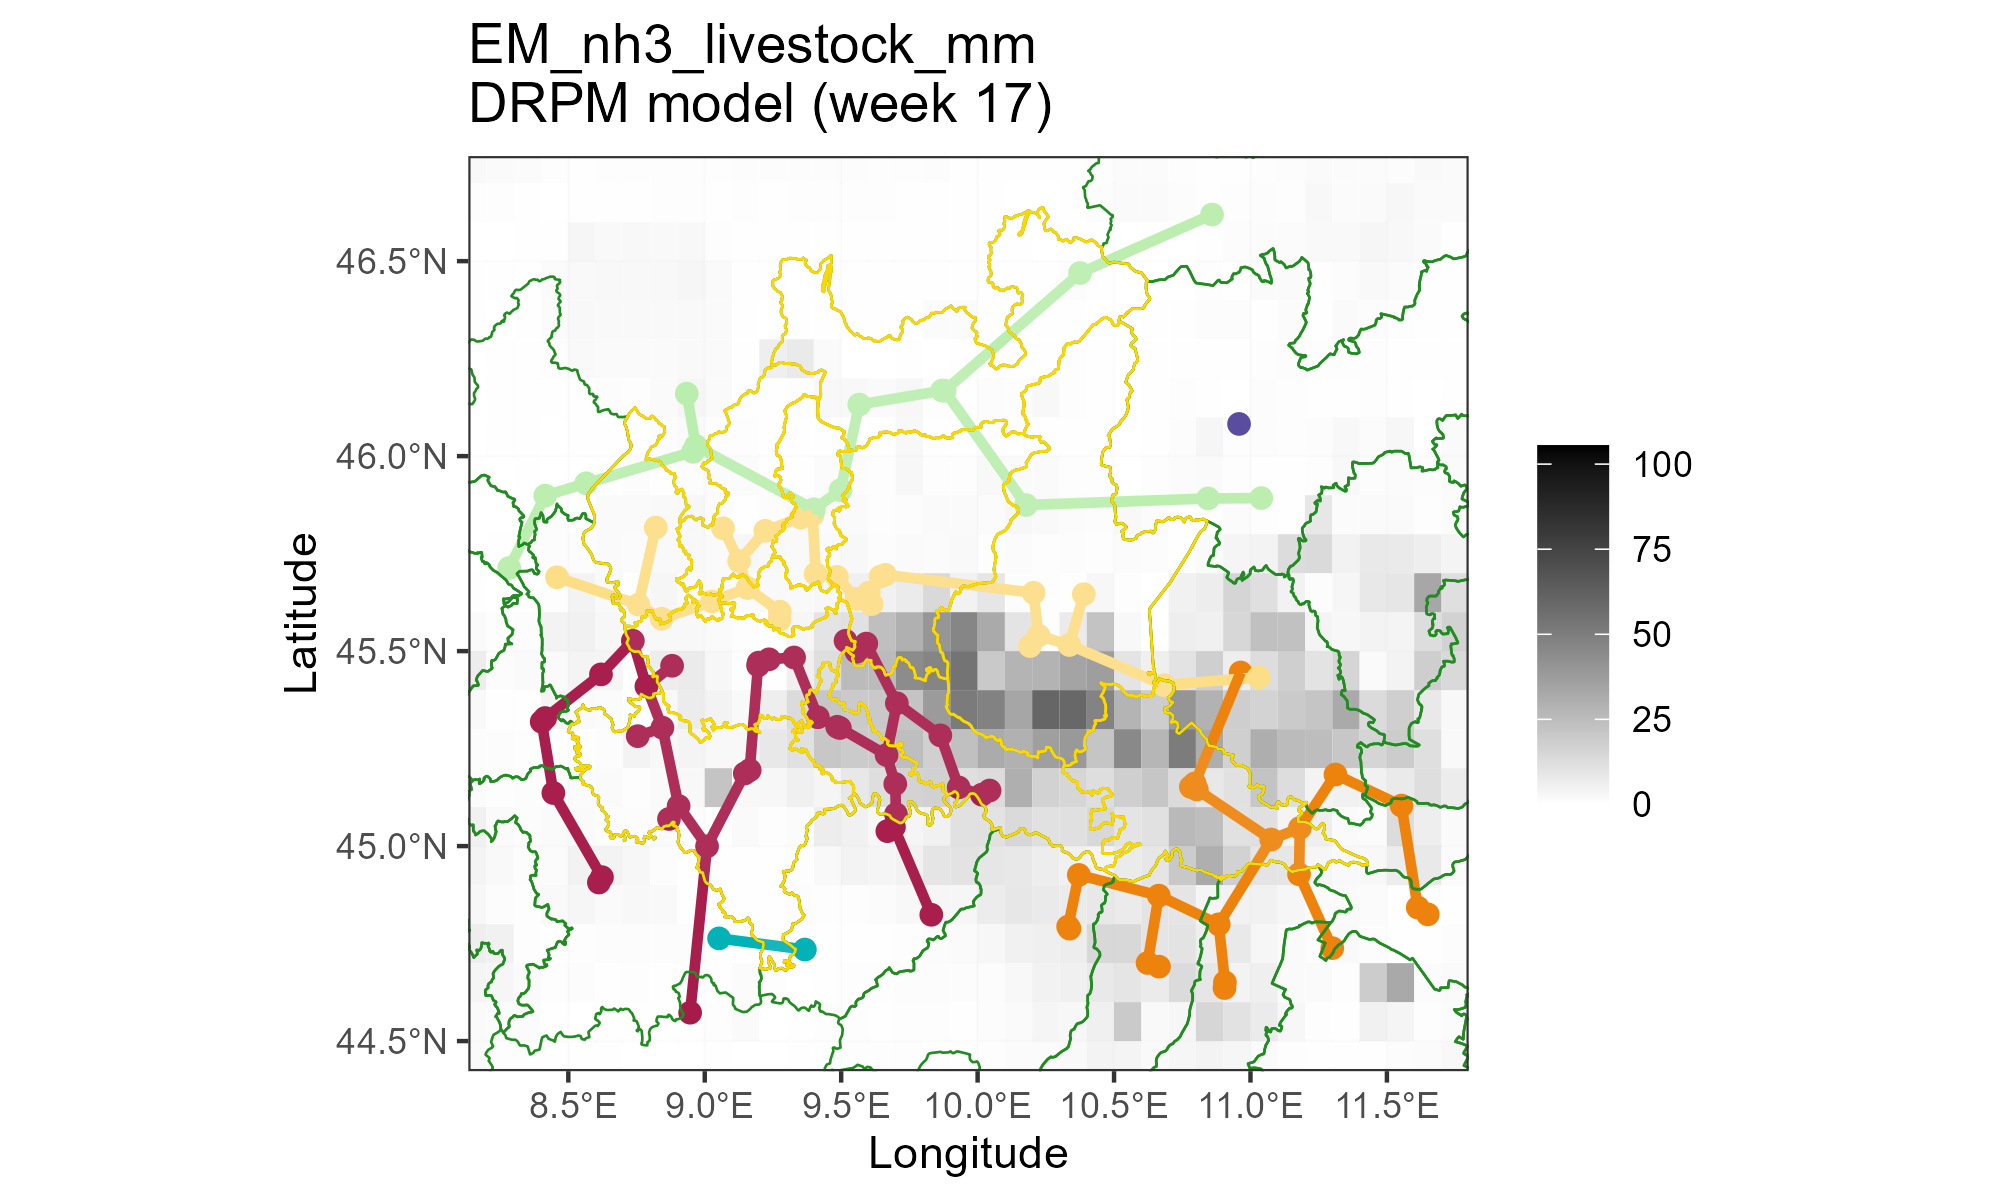 EM_nh3_livestock_mm
DRPM model (week 17)
46.5°N
46.0°N
45.5°N
45.0°N
44.5°N
Latitude
8.5°E 9.0°E 9.5°E 10.0°E 10.5°E 11.0°E 11.5°E
Longitude
100
75
50
25
0